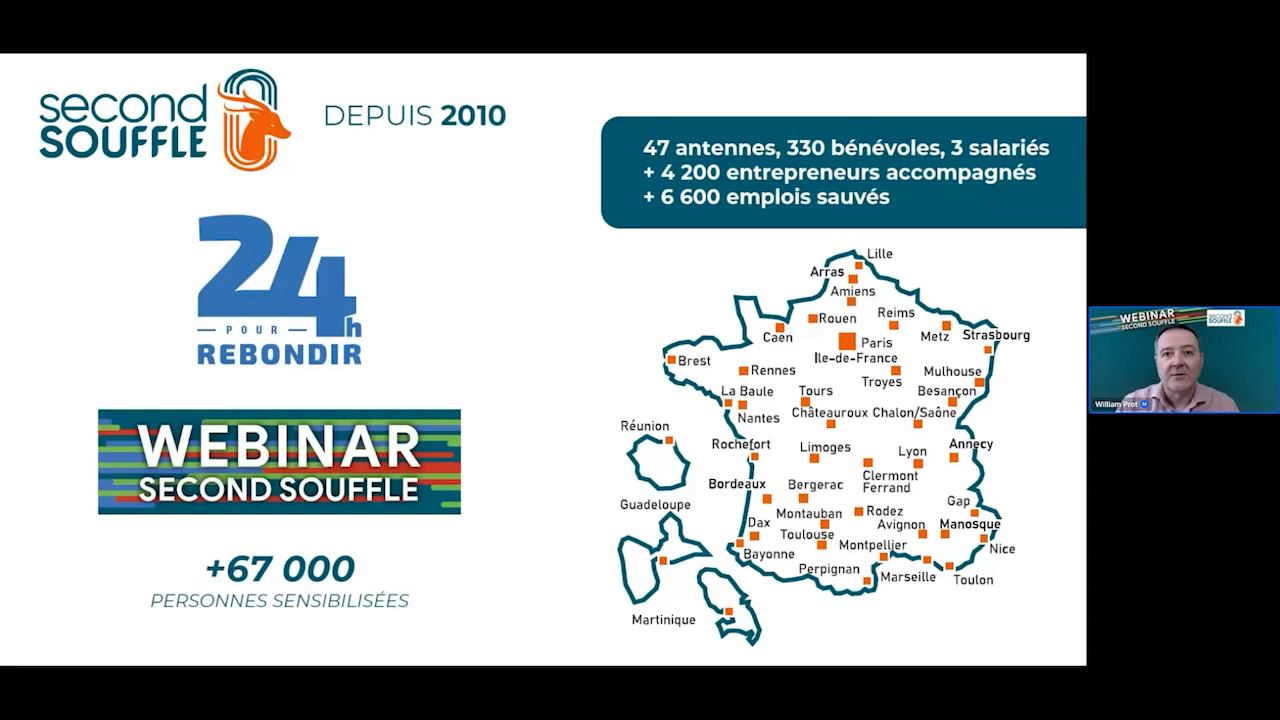 second
SOUFFLE
DEPUIS 2010
24h
POUR
REBONDIR
WEBINAR
SECOND SOUFFLE
+67 000
PERSONNES SENSIBILISÉES
47 antennes, 330 bénévoles, 3 salariés
+ 4 200 entrepreneurs accompagnés
+ 6 600 emplois sauvés
Lille
Arras
Amiens
Rouen
Reims
Caen
Metz
Strasbourg
Paris
Ile-de-France
Brest
Rennes
Troyes
Mulhouse
La Baule
Tours
Besançon
Nantes
Châteauroux
Chalon/Saône
Réunion
Rochefort
Limoges
Lyon
Annecy
Clermont
Ferrand
Bordeaux
Bergerac
Guadeloupe
Montauban
Rodez
Gap
Dax
Avignon
Manosque
Toulouse
Bayonne
Montpellier
Nice
Perpignan
Marseille
Toulon
Martinique
WEBINAR
SECOND SOUFFLE
second
SOUFFLE
William Prot